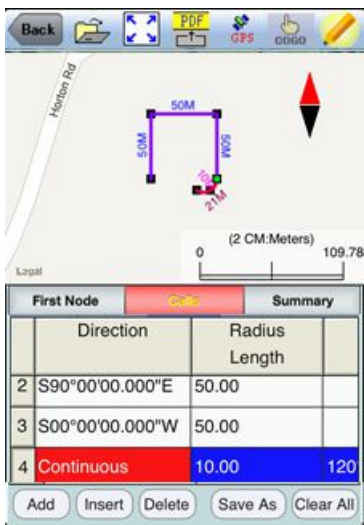 Back
PDF
GPS
COGO
Horton Rd
50M
50M
50M
10M
21M
(2 CM:Meters)
0 109.78
Legal
First Node Calls Summary
Direction Radius
Length
2 S90°00'00.000"E 50.00
3 S00°00'00.000"W 50.00
4 Continuous 10.00 120
Add Insert Delete Save As Clear All